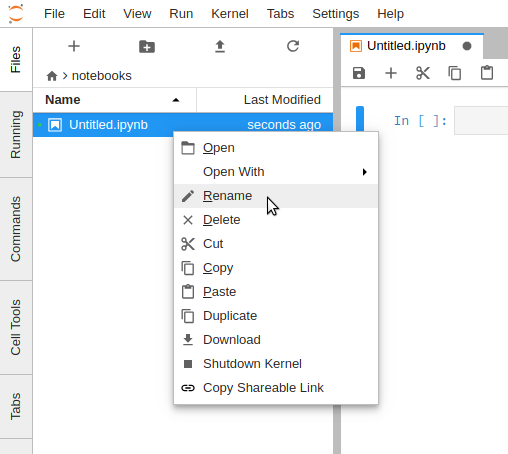 File Edit View Run Kernel Tabs Settings Help
Files
Running
Commands
Cell Tools
Tabs
notebooks
Name Last Modified
Untitled.ipynb seconds ago
Open
Open With
Rename
Delete
Cut
Copy
Paste
Duplicate
Download
Shutdown Kernel
Copy Shareable Link
Untitled.ipynb
In [ ]: